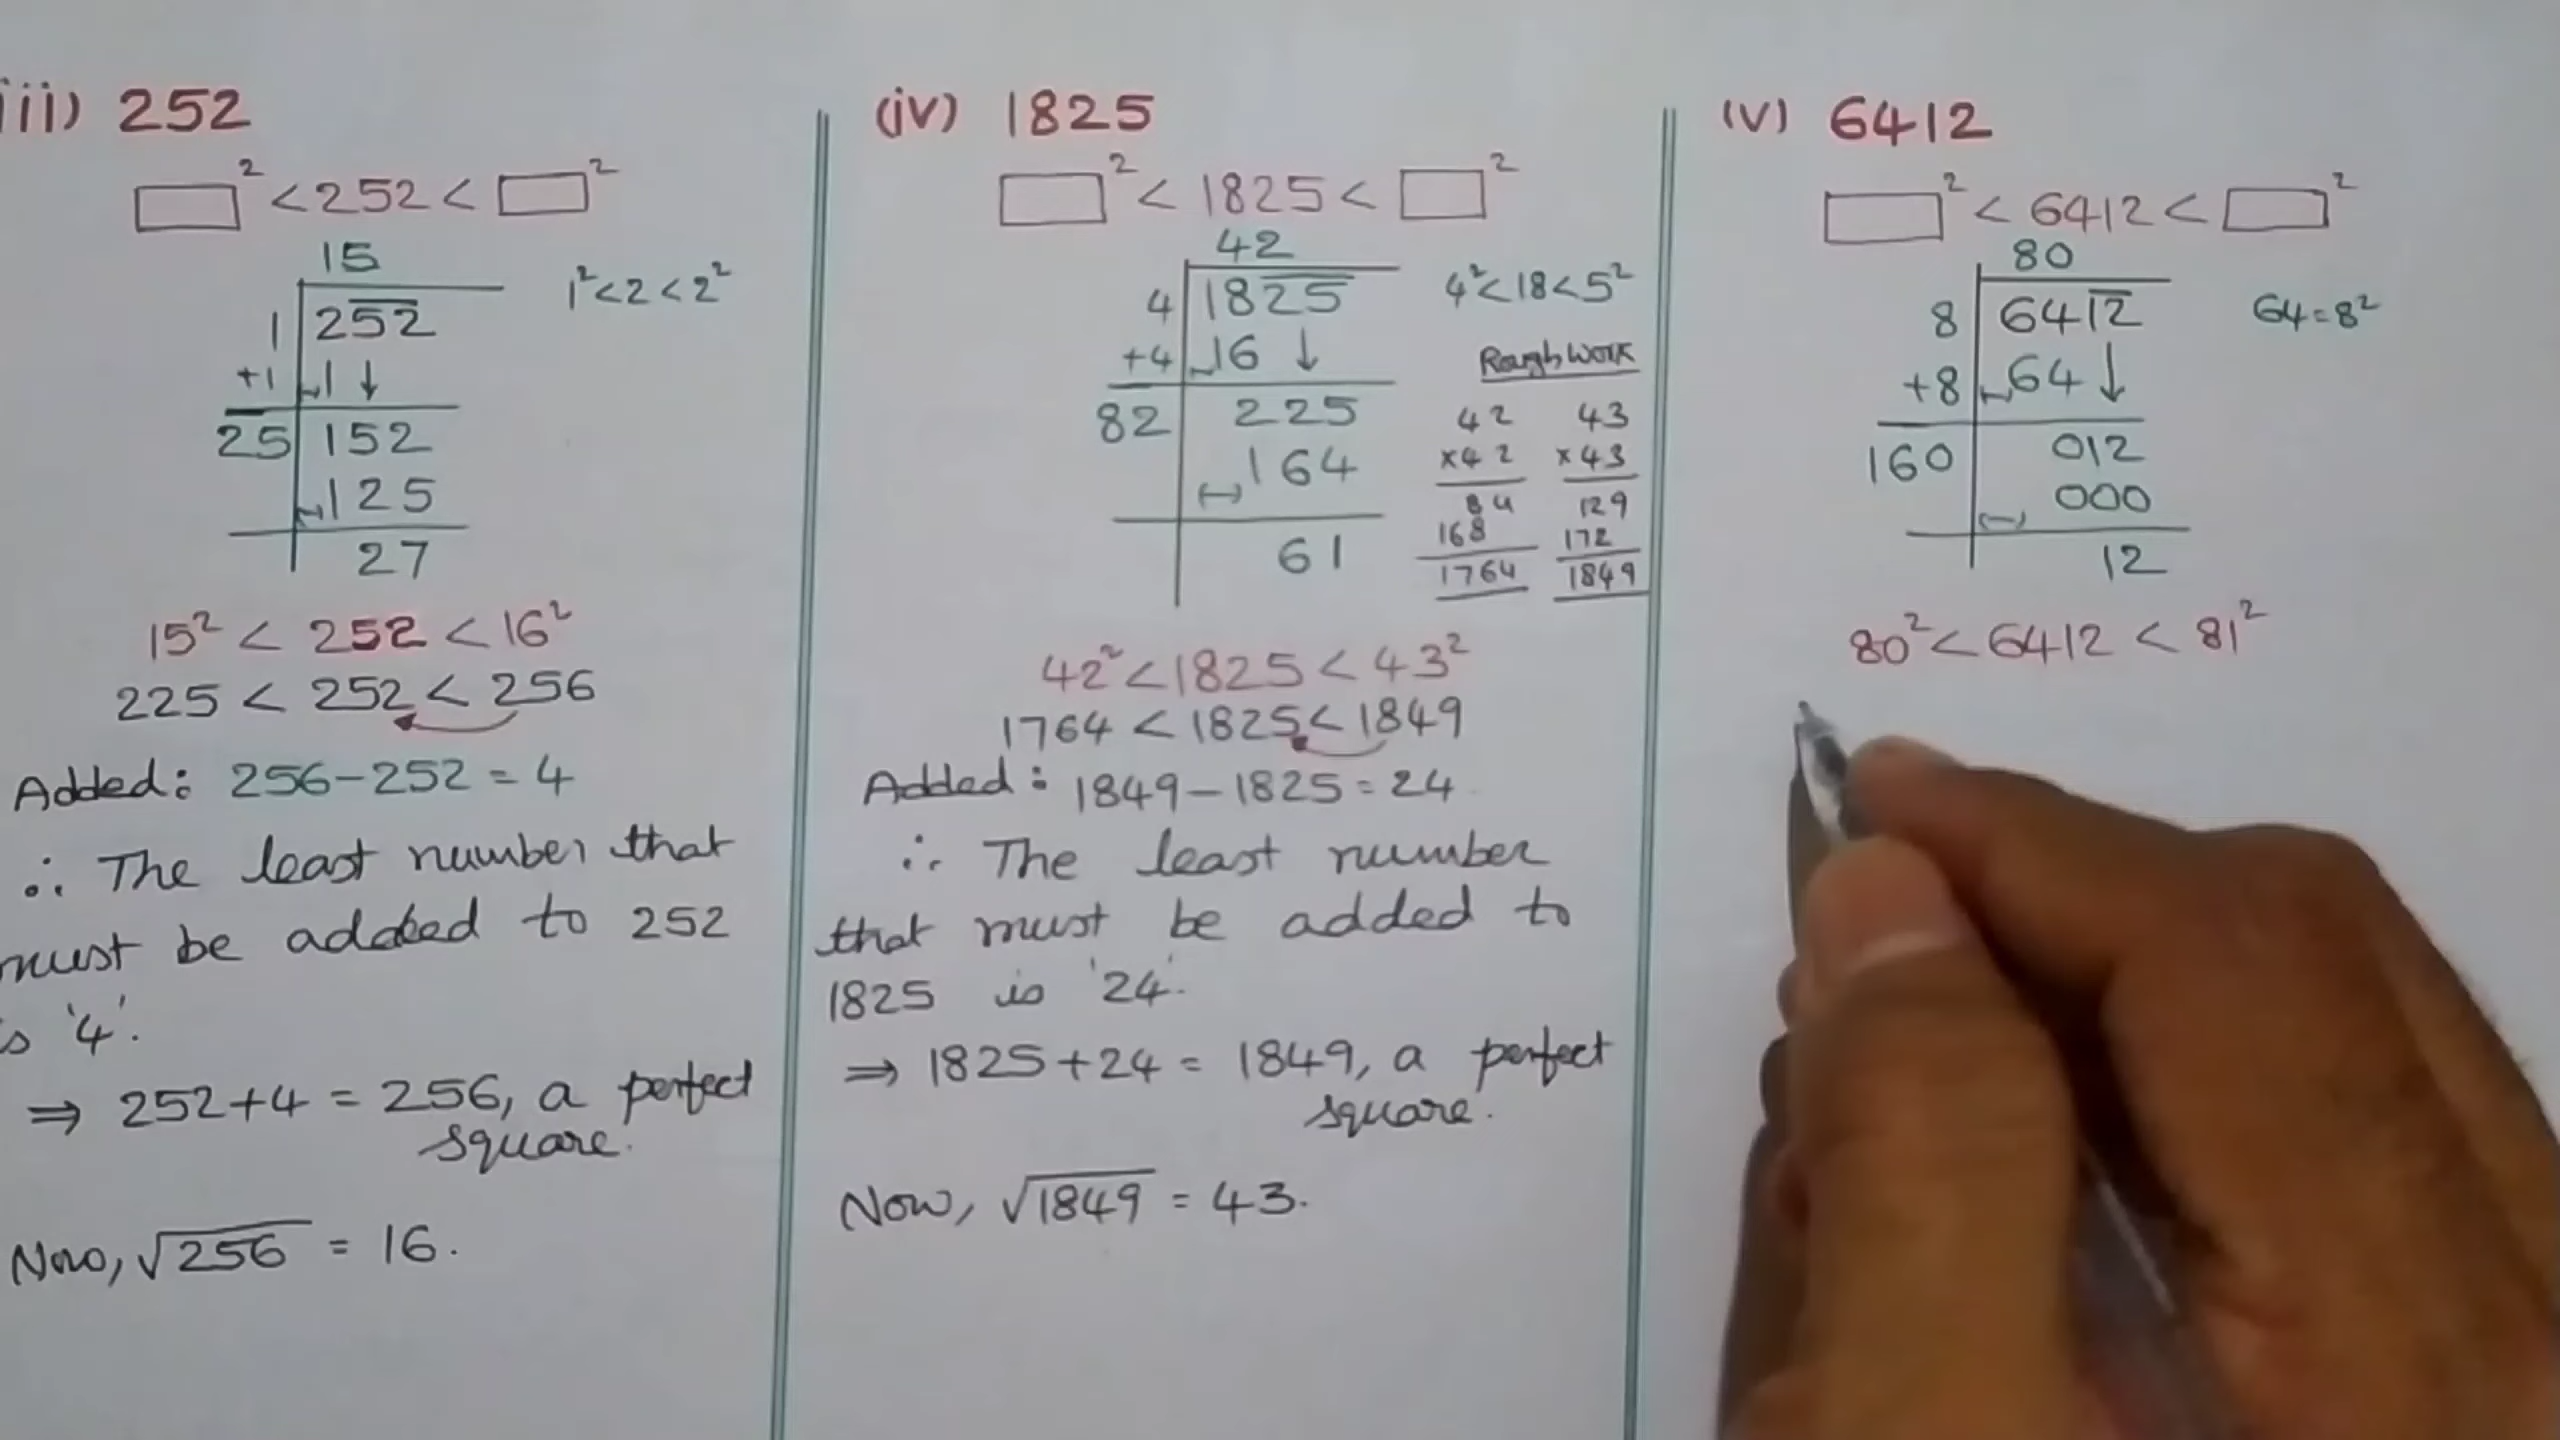 iii) 252
□² < 252 < □²
15
1 | 252    1² < 2 < 2²
+1 | (-) 1 ↓
25 | 152
(-) 125
27
15² < 252 < 16²
225 < 252 < 256
Added: 256 - 252 = 4
∴ The least number that
must be added to 252
is '4'.
⇒ 252 + 4 = 256, a perfect
square.
Now, √256 = 16.
(iv) 1825
□² < 1825 < □²
42
4 | 1825    4² < 18 < 5²
+4 | (-) 16 ↓
82 | 225
(-) 164
61
Rough Work
42    43
×42    ×43
84    129
168    172
1764    1849
42² < 1825 < 43²
1764 < 1825 < 1849
Added: 1849 - 1825 = 24
∴ The least number
that must be added to
1825 is '24'.
⇒ 1825 + 24 = 1849, a perfect
square.
Now, √1849 = 43.
(v) 6412
□² < 6412 < □²
80
8 | 6412    64 = 8²
+8 | (-) 64 ↓
160 | 012
(-) 000
12
80² < 6412 < 81²